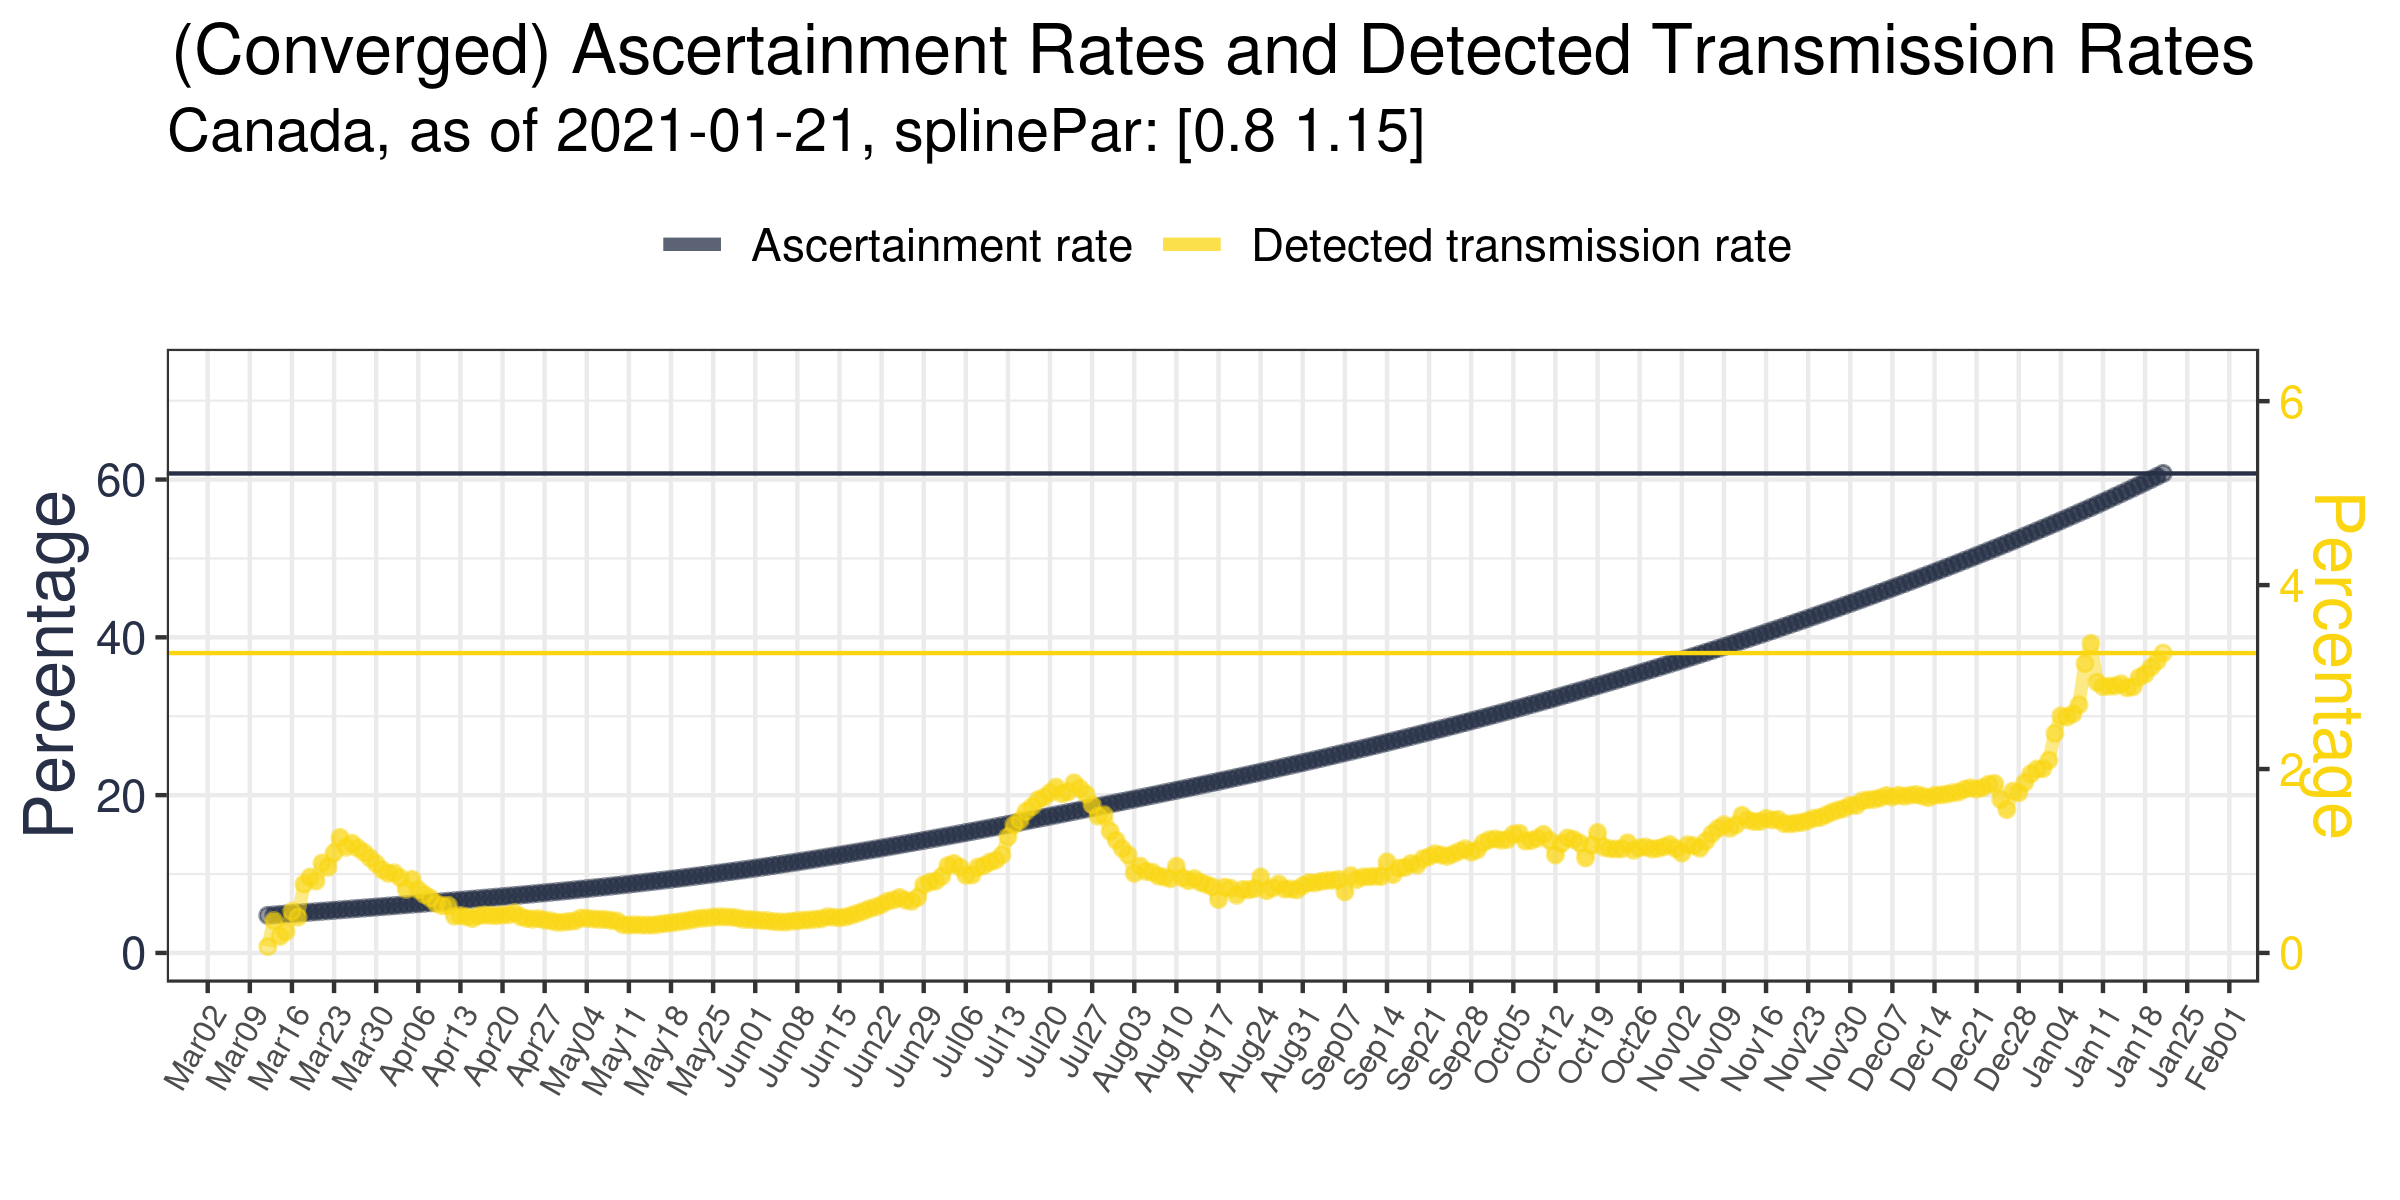 (Converged) Ascertainment Rates and Detected Transmission Rates
Canada, as of 2021-01-21, splinePar: [0.8 1.15]
Ascertainment rate Detected transmission rate
Percentage
60
40
20
0
6
4
2
0
Percentage
Mar02 Mar09 Mar16 Mar23 Mar30 Apr06 Apr13 Apr20 Apr27 May04 May11 May18 May25 Jun01 Jun08 Jun15 Jun22 Jun29 Jul06 Jul13 Jul20 Jul27 Aug03 Aug10 Aug17 Aug24 Aug31 Sep07 Sep14 Sep21 Sep28 Oct05 Oct12 Oct19 Oct26 Nov02 Nov09 Nov16 Nov23 Nov30 Dec07 Dec14 Dec21 Dec28 Jan04 Jan11 Jan18 Jan25 Feb01